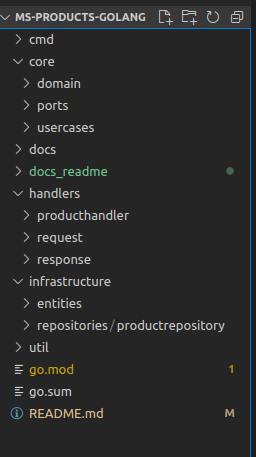 MS-PRODUCTS-GOLANG
cmd
core
domain
ports
usercases
docs
docs_readme
handlers
producthandler
request
response
infrastructure
entities
repositories/productrepository
util
go.mod 1
go.sum
README.md M